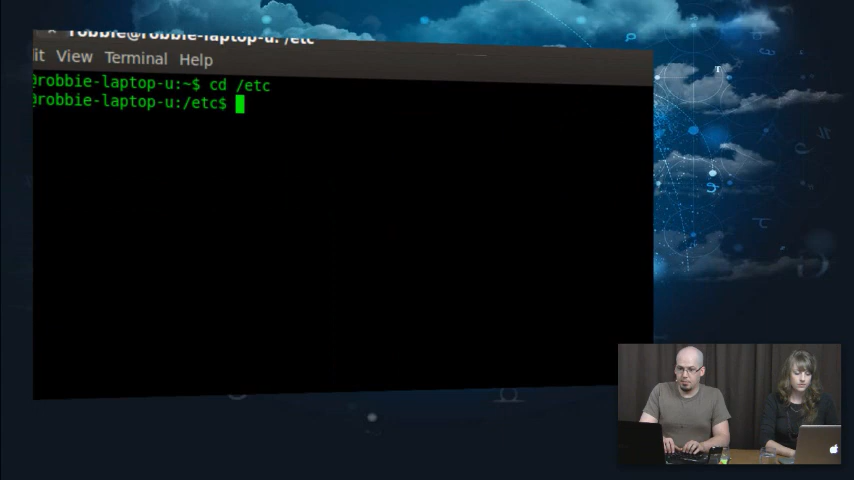 robbie@robbie-laptop-u: /etc
it View Terminal Help
@robbie-laptop-u:~$ cd /etc
@robbie-laptop-u:/etc$